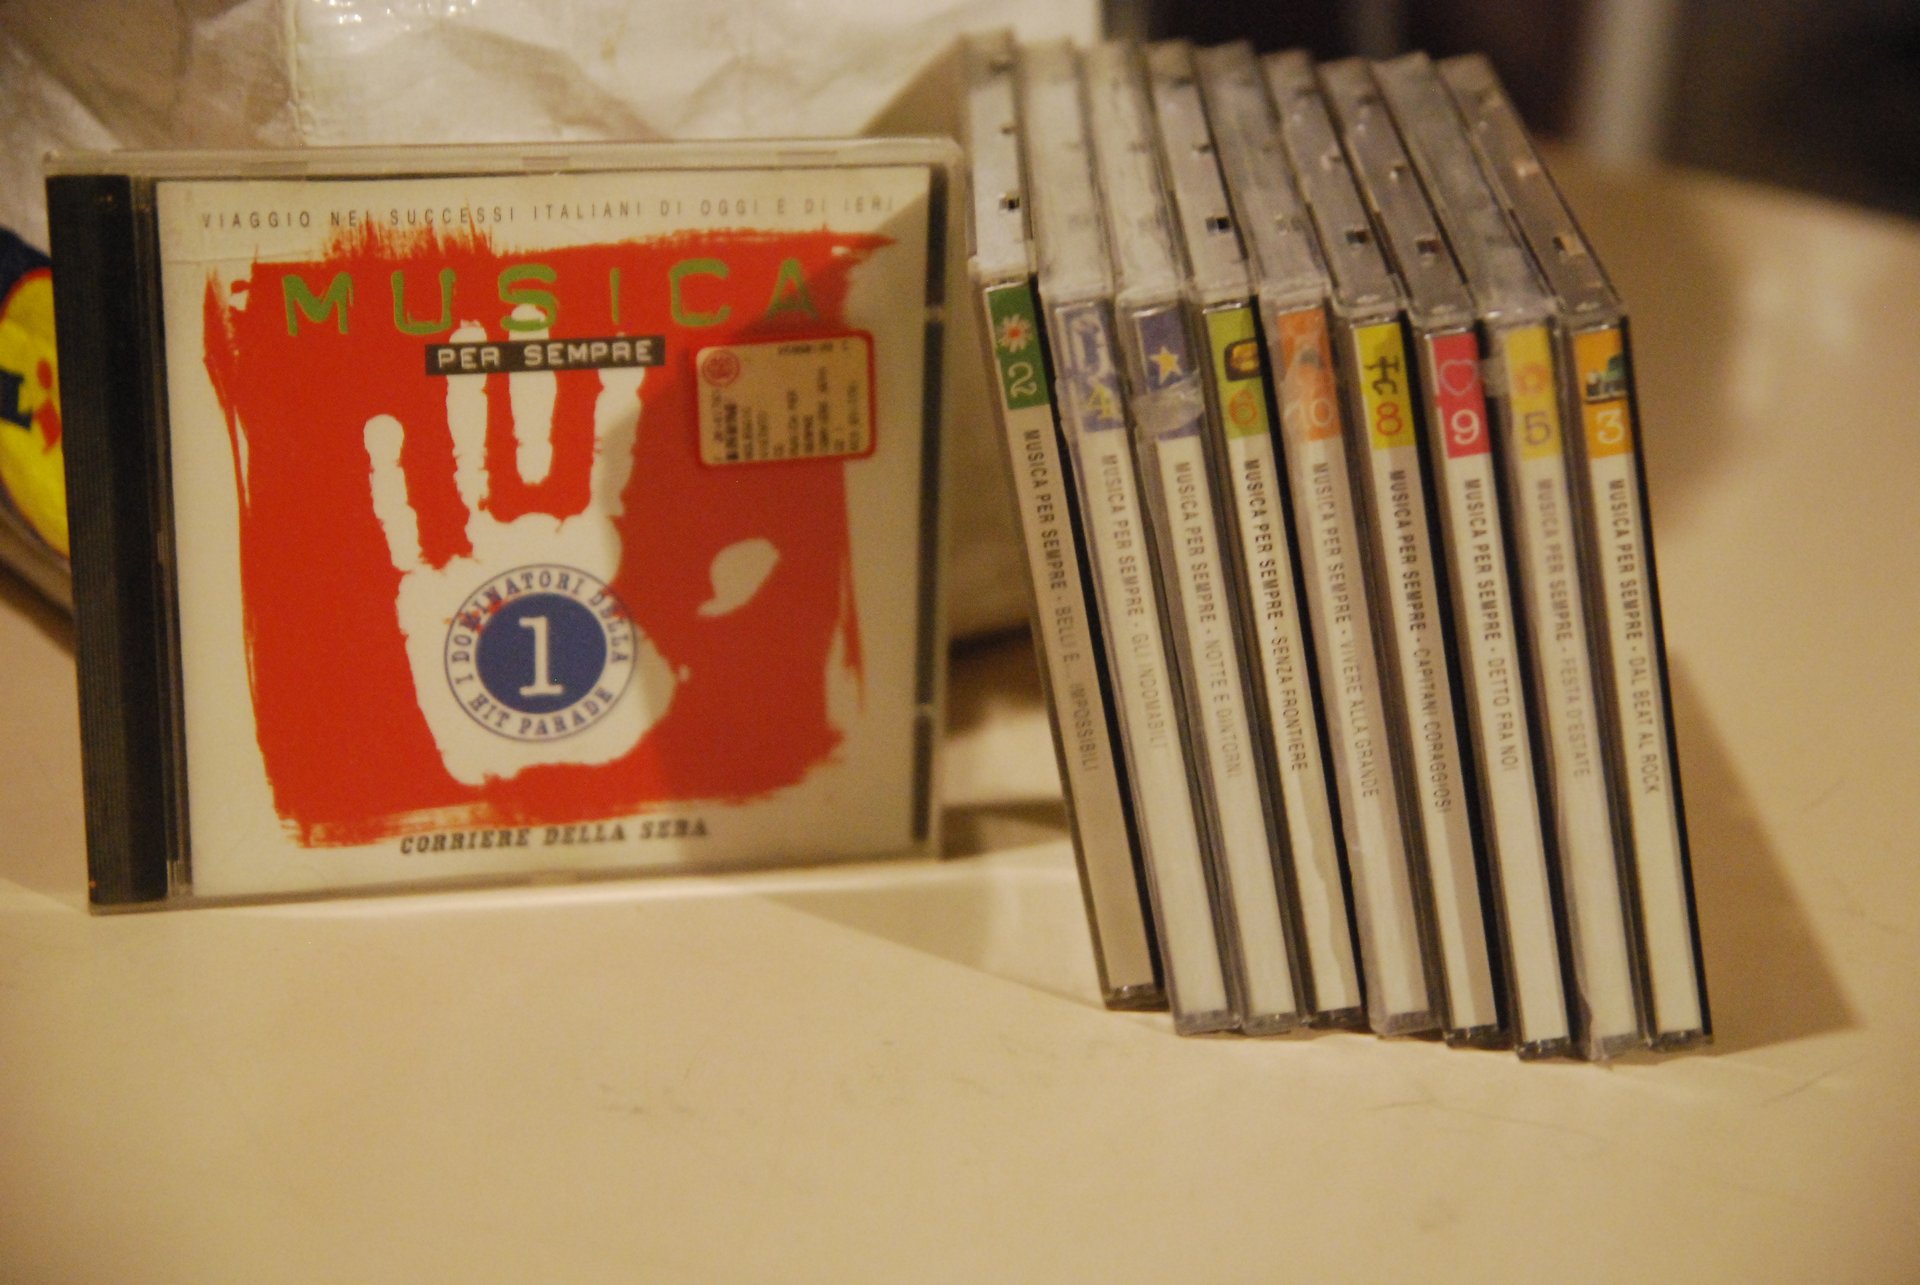 VIAGGIO NEI SUCCESSI ITALIANI DI OGGI E DI IERI
MUSICA
PER SEMPRE
I DOMINATORI DELLA
HIT PARADE
1
CORRIERE DELLA SERA
2 MUSICA PER SEMPRE - BELLI E... IMPOSSIBILI
4 MUSICA PER SEMPRE - GLI INDOMABILI
MUSICA PER SEMPRE - NOTTE E DINTORNI
6 MUSICA PER SEMPRE - SENZA FRONTIERE
10 MUSICA PER SEMPRE - VIVERE ALLA GRANDE
8 MUSICA PER SEMPRE - CAPITANI CORAGGIOSI
9 MUSICA PER SEMPRE - DETTO FRA NOI
5 MUSICA PER SEMPRE - FESTA D'ESTATE
3 MUSICA PER SEMPRE - DAL BEAT AL ROCK